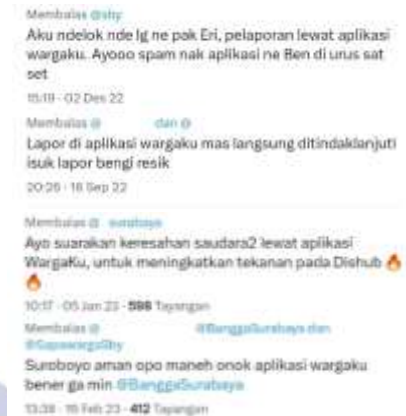 Membalas @sby
Aku ndelok nde Ig ne pak Eri, pelaporan lewat aplikasi
wargaku. Ayooo spam nak aplikasi ne Ben di urus sat
set
15:19 · 02 Des 22
Membalas @ dan @
Lapor di aplikasi wargaku mas langsung ditindaklanjuti
isuk lapor bengi resik
20:26 · 16 Sep 22
Membalas @ surabaya
Ayo suarakan keresahan saudara2 lewat aplikasi
WargaKu, untuk meningkatkan tekanan pada Dishub 🔥
🔥
10:17 · 05 Jan 23 · 598 Tayangan
Membalas @ @BanggaSurabaya dan
@SapawargaSby
Suroboyo aman opo maneh onok aplikasi wargaku
bener ga min @BanggaSurabaya
13:38 · 16 Feb 23 · 412 Tayangan